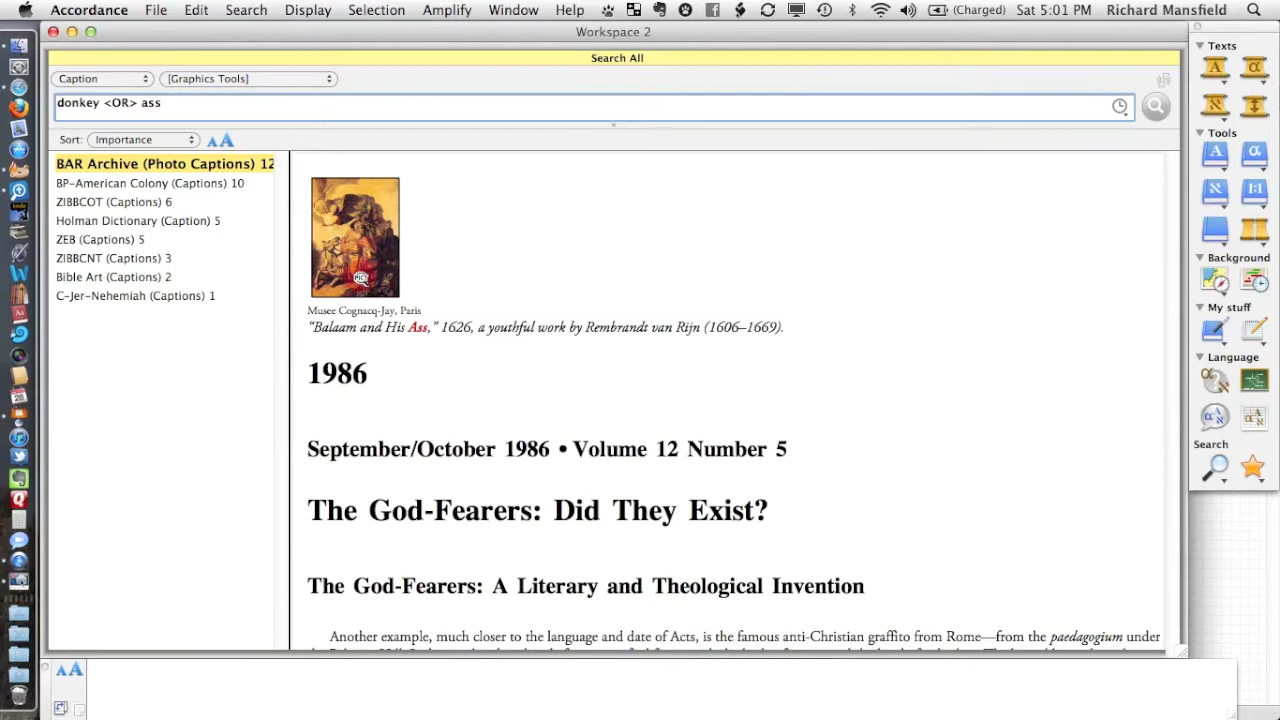 Accordance File Edit Search Display Selection Amplify Window Help (Charged) Sat 5:01 PM Richard Mansfield
Workspace 2
Search All
Caption [Graphics Tools]
donkey <OR> ass
Sort: Importance AA
BAR Archive (Photo Captions) 12
BP-American Colony (Captions) 10
ZIBBCOT (Captions) 6
Holman Dictionary (Caption) 5
ZEB (Captions) 5
ZIBBCNT (Captions) 3
Bible Art (Captions) 2
C-Jer-Nehemiah (Captions) 1
PIC
Musee Cognacq-Jay, Paris
“Balaam and His Ass,” 1626, a youthful work by Rembrandt van Rijn (1606–1669).
1986
September/October 1986 • Volume 12 Number 5
The God-Fearers: Did They Exist?
The God-Fearers: A Literary and Theological Invention
Another example, much closer to the language and date of Acts, is the famous anti-Christian graffito from Rome—from the paedagogium under
Texts
A α
א
Tools
A α
א 1:1
Background
My stuff
Language
Search
AA